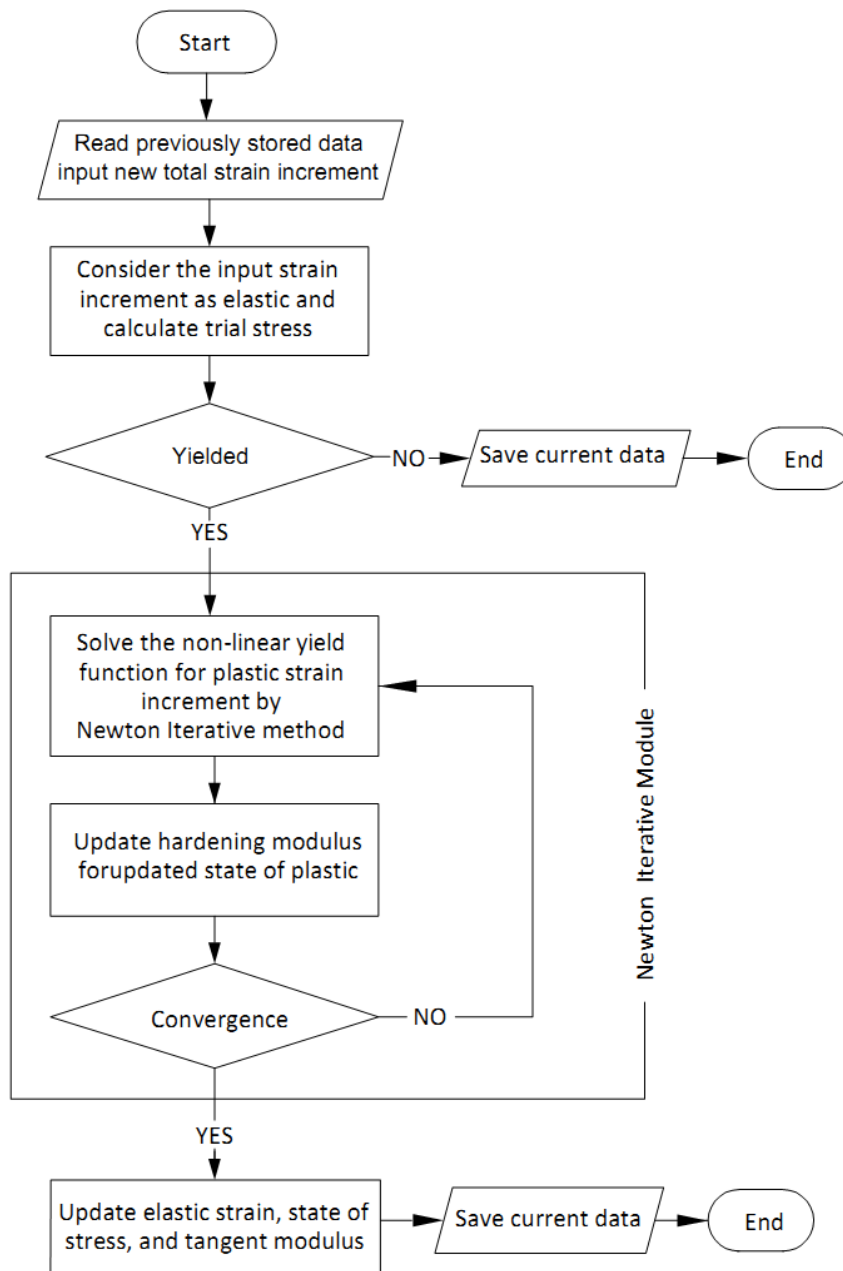 Start
Read previously stored data
input new total strain increment
Consider the input strain
increment as elastic and
calculate trial stress
Yielded
NO
Save current data
End
YES
Solve the non-linear yield
function for plastic strain
increment by
Newton Iterative method
Update hardening modulus
forupdated state of plastic
Convergence
NO
Newton Iterative Module
YES
Update elastic strain, state of
stress, and tangent modulus
Save current data
End